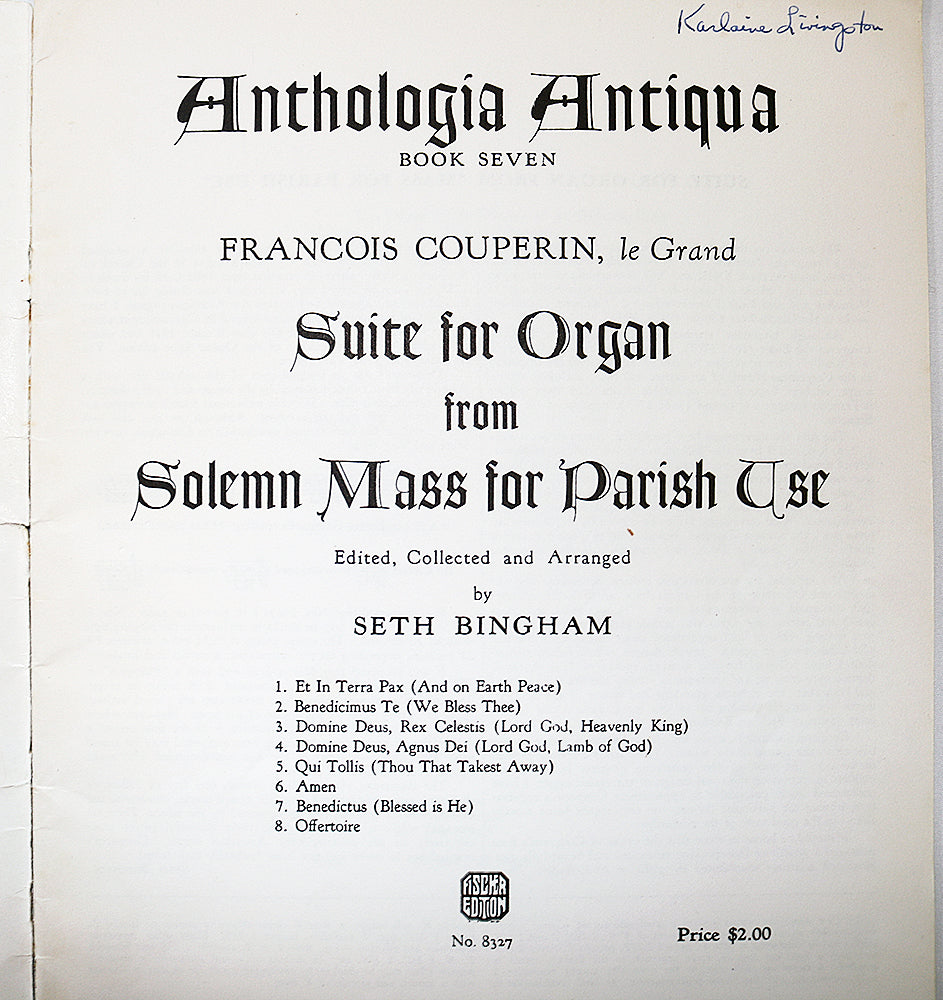 Karlaine Livingston
Anthologia Antiqua
BOOK SEVEN
FRANCOIS COUPERIN, le Grand
Suite for Organ
from
Solemn Mass for Parish Use
Edited, Collected and Arranged
by
SETH BINGHAM
1. Et In Terra Pax (And on Earth Peace)
2. Benedicimus Te (We Bless Thee)
3. Domine Deus, Rex Celestis (Lord God, Heavenly King)
4. Domine Deus, Agnus Dei (Lord God, Lamb of God)
5. Qui Tollis (Thou That Takest Away)
6. Amen
7. Benedictus (Blessed is He)
8. Offertoire
FISCHER
EDITION
No. 8327
Price $2.00